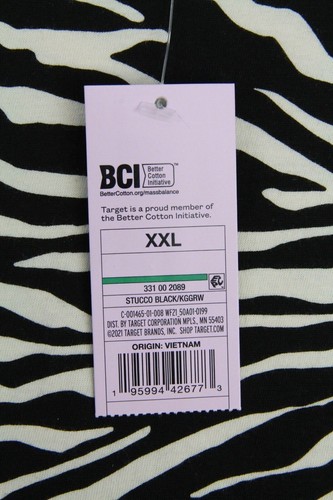 BCI Better Cotton Initiative™
BetterCotton.org/massbalance
Target is a proud member of
the Better Cotton Initiative.
XXL
331 00 2089
STUCCO BLACK/KGGRW
C-001465-01-008 WF21_50A01-0199
DIST. BY TARGET CORPORATION MPLS., MN 55403
©2021 TARGET BRANDS, INC. SHOP TARGET.COM
ORIGIN: VIETNAM
1 95994 42677 3